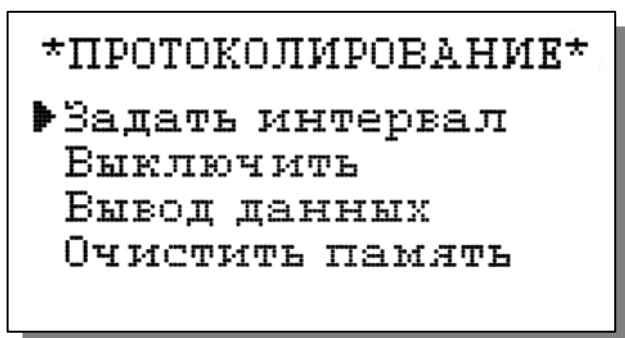 *ПРОТОКОЛИРОВАНИЕ*
Задать интервал
Выключить
Вывод данных
Очистить память